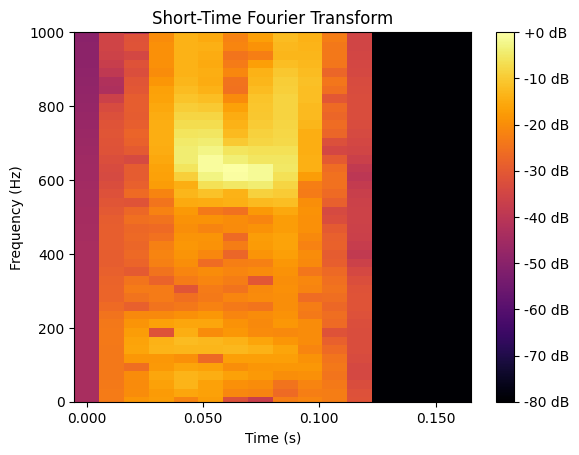 Short-Time Fourier Transform
Frequency (Hz)
1000
800
600
400
200
0
0.000 0.050 0.100 0.150
Time (s)
+0 dB
-10 dB
-20 dB
-30 dB
-40 dB
-50 dB
-60 dB
-70 dB
-80 dB